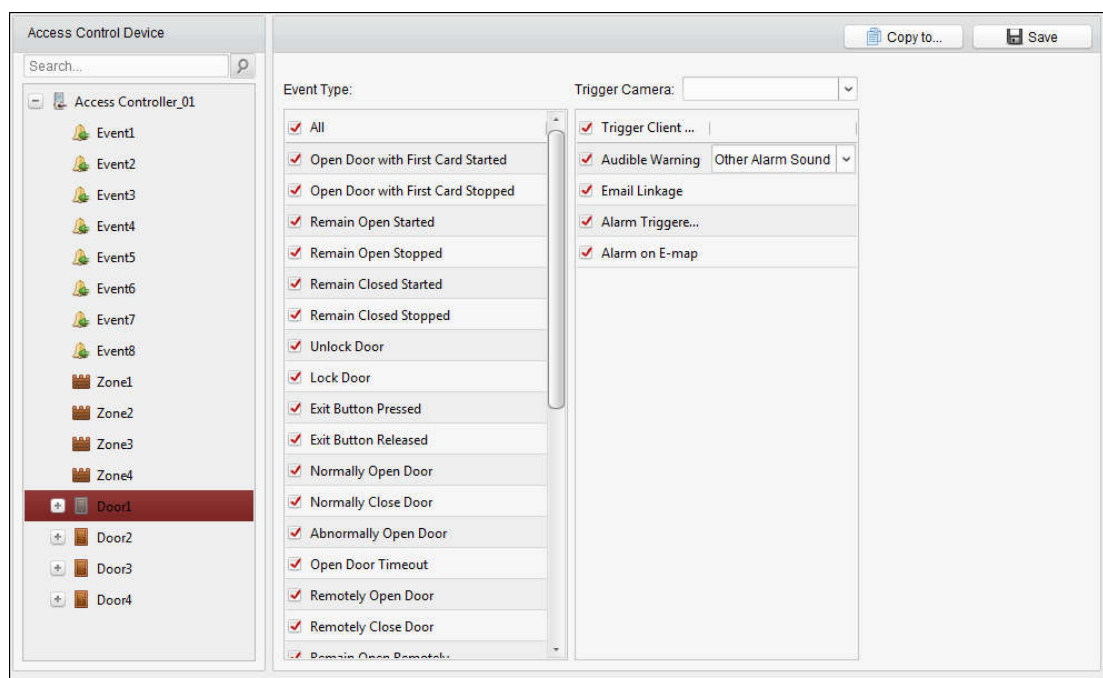 Access Control Device
Copy to...
Save
Search...
Access Controller_01
Event1
Event2
Event3
Event4
Event5
Event6
Event7
Event8
Zone1
Zone2
Zone3
Zone4
Door1
Door2
Door3
Door4
Event Type:
All
Open Door with First Card Started
Open Door with First Card Stopped
Remain Open Started
Remain Open Stopped
Remain Closed Started
Remain Closed Stopped
Unlock Door
Lock Door
Exit Button Pressed
Exit Button Released
Normally Open Door
Normally Close Door
Abnormally Open Door
Open Door Timeout
Remotely Open Door
Remotely Close Door
Remain Open Remotely
Trigger Camera:
Trigger Client ...
Audible Warning Other Alarm Sound
Email Linkage
Alarm Triggere...
Alarm on E-map